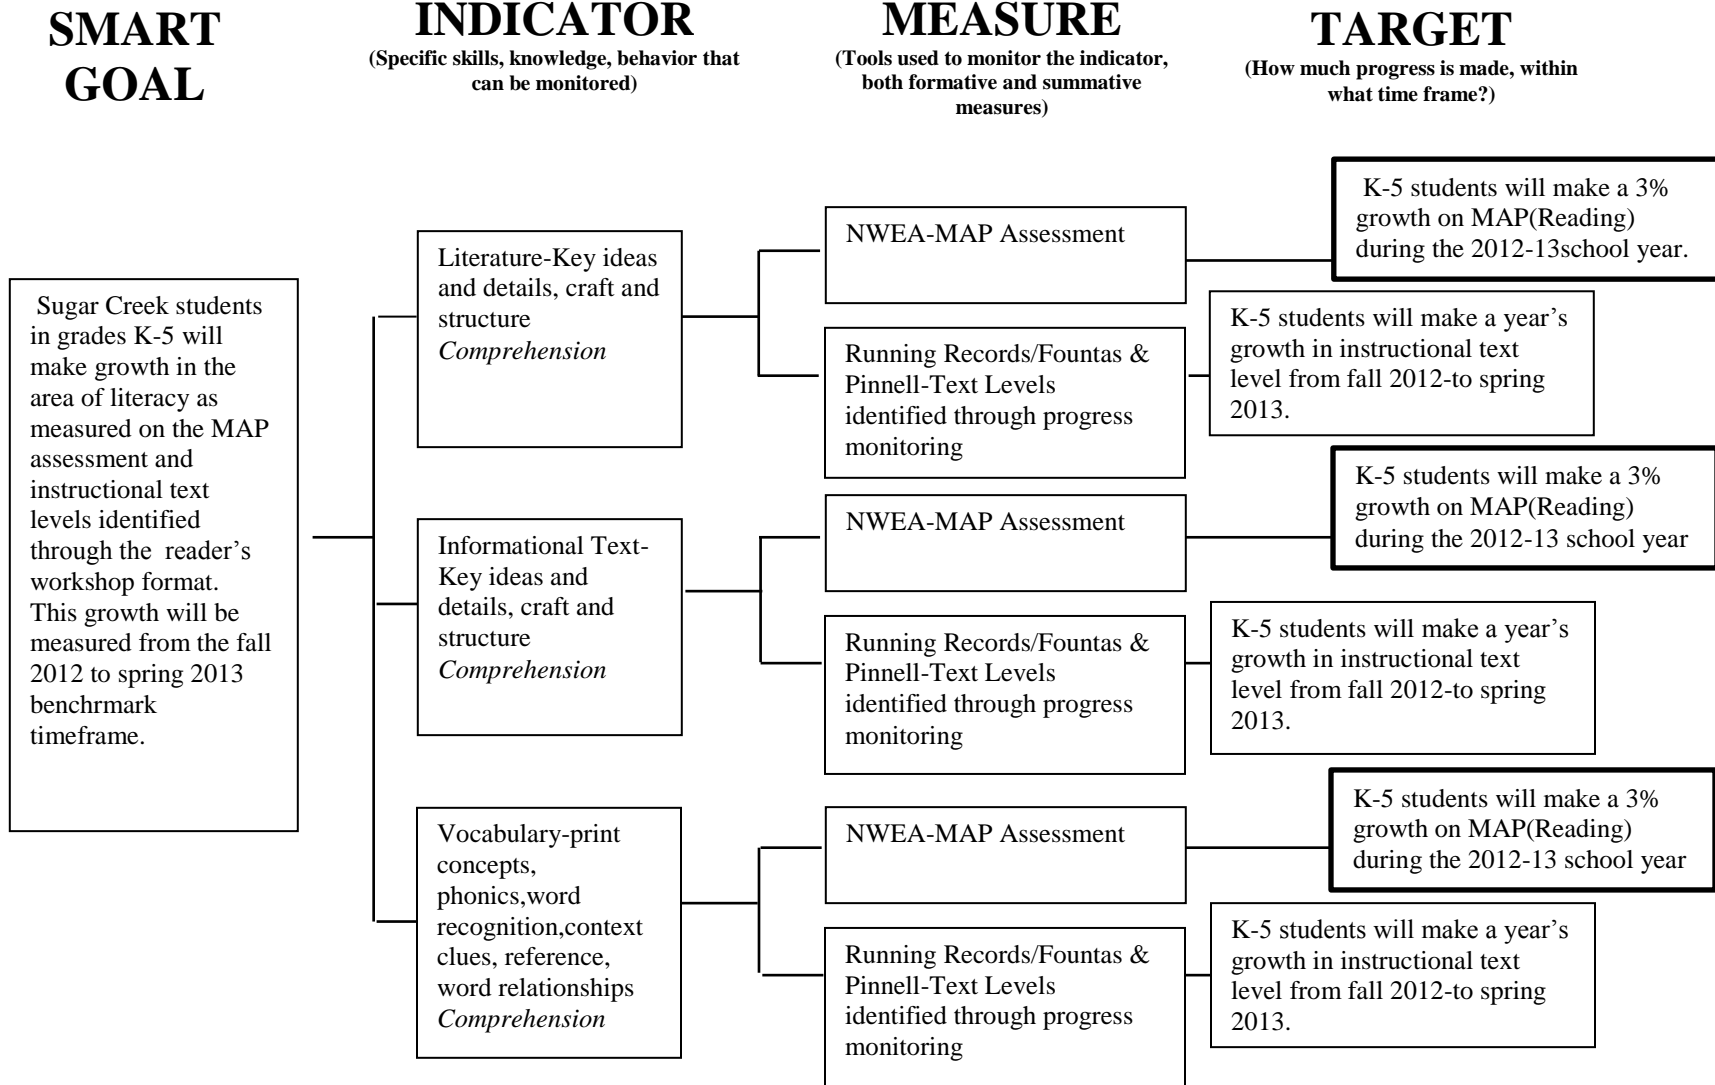 SMART
GOAL
INDICATOR
(Specific skills, knowledge, behavior that
can be monitored)
MEASURE
(Tools used to monitor the indicator,
both formative and summative
measures)
TARGET
(How much progress is made, within
what time frame?)
Sugar Creek students
in grades K-5 will
make growth in the
area of literacy as
measured on the MAP
assessment and
instructional text
levels identified
through the reader’s
workshop format.
This growth will be
measured from the fall
2012 to spring 2013
benchrmark
timeframe.
Literature-Key ideas
and details, craft and
structure
Comprehension
NWEA-MAP Assessment
K-5 students will make a 3%
growth on MAP(Reading)
during the 2012-13school year.
Running Records/Fountas &
Pinnell-Text Levels
identified through progress
monitoring
K-5 students will make a year’s
growth in instructional text
level from fall 2012-to spring
2013.
Informational Text-
Key ideas and
details, craft and
structure
Comprehension
NWEA-MAP Assessment
K-5 students will make a 3%
growth on MAP(Reading)
during the 2012-13 school year
Running Records/Fountas &
Pinnell-Text Levels
identified through progress
monitoring
K-5 students will make a year’s
growth in instructional text
level from fall 2012-to spring
2013.
Vocabulary-print
concepts,
phonics,word
recognition,context
clues, reference,
word relationships
Comprehension
NWEA-MAP Assessment
K-5 students will make a 3%
growth on MAP(Reading)
during the 2012-13 school year
Running Records/Fountas &
Pinnell-Text Levels
identified through progress
monitoring
K-5 students will make a year’s
growth in instructional text
level from fall 2012-to spring
2013.